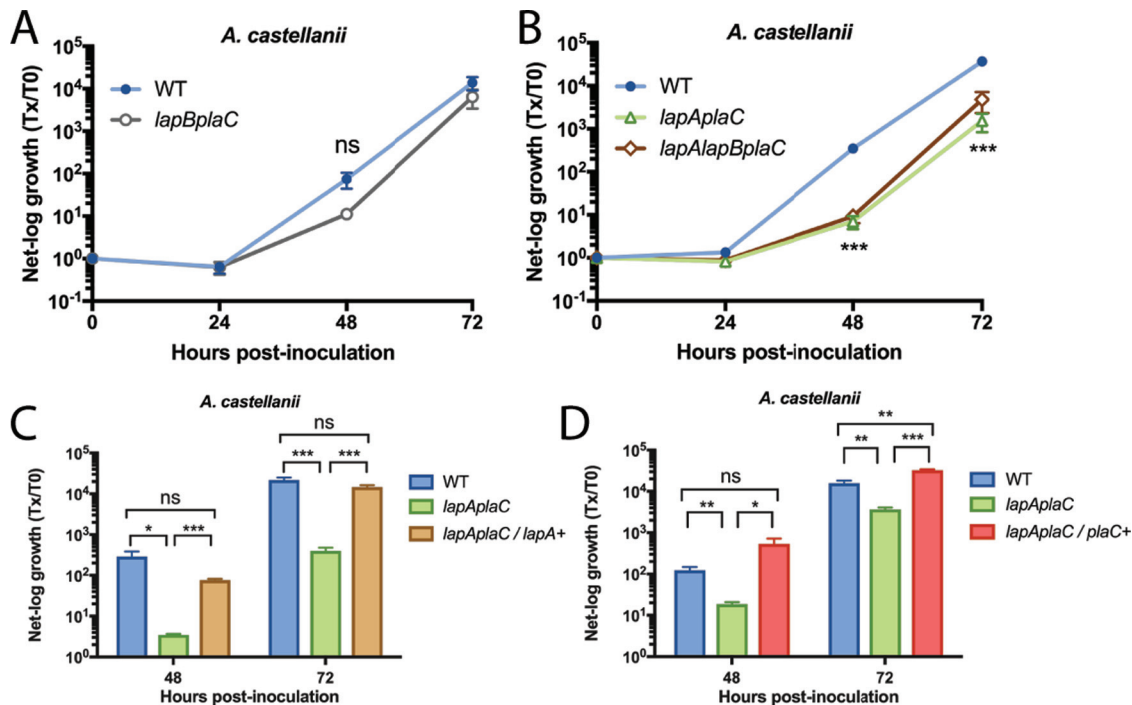 A
A. castellanii
Net-log growth (Tx/T0)
10^5
10^4
10^3
10^2
10^1
10^0
10^-1
WT
lapBplaC
ns
0
24
48
72
Hours post-inoculation
B
A. castellanii
Net-log growth (Tx/T0)
10^5
10^4
10^3
10^2
10^1
10^0
10^-1
WT
lapAplaC
lapAlapBplaC
***
***
0
24
48
72
Hours post-inoculation
C
A. castellanii
Net-log growth (Tx/T0)
10^5
10^4
10^3
10^2
10^1
10^0
ns
*
***
ns
***
***
WT
lapAplaC
lapAplaC / lapA+
48
72
Hours post-inoculation
D
A. castellanii
Net-log growth (Tx/T0)
10^5
10^4
10^3
10^2
10^1
10^0
ns
**
*
**
**
***
WT
lapAplaC
lapAplaC / plaC+
48
72
Hours post-inoculation